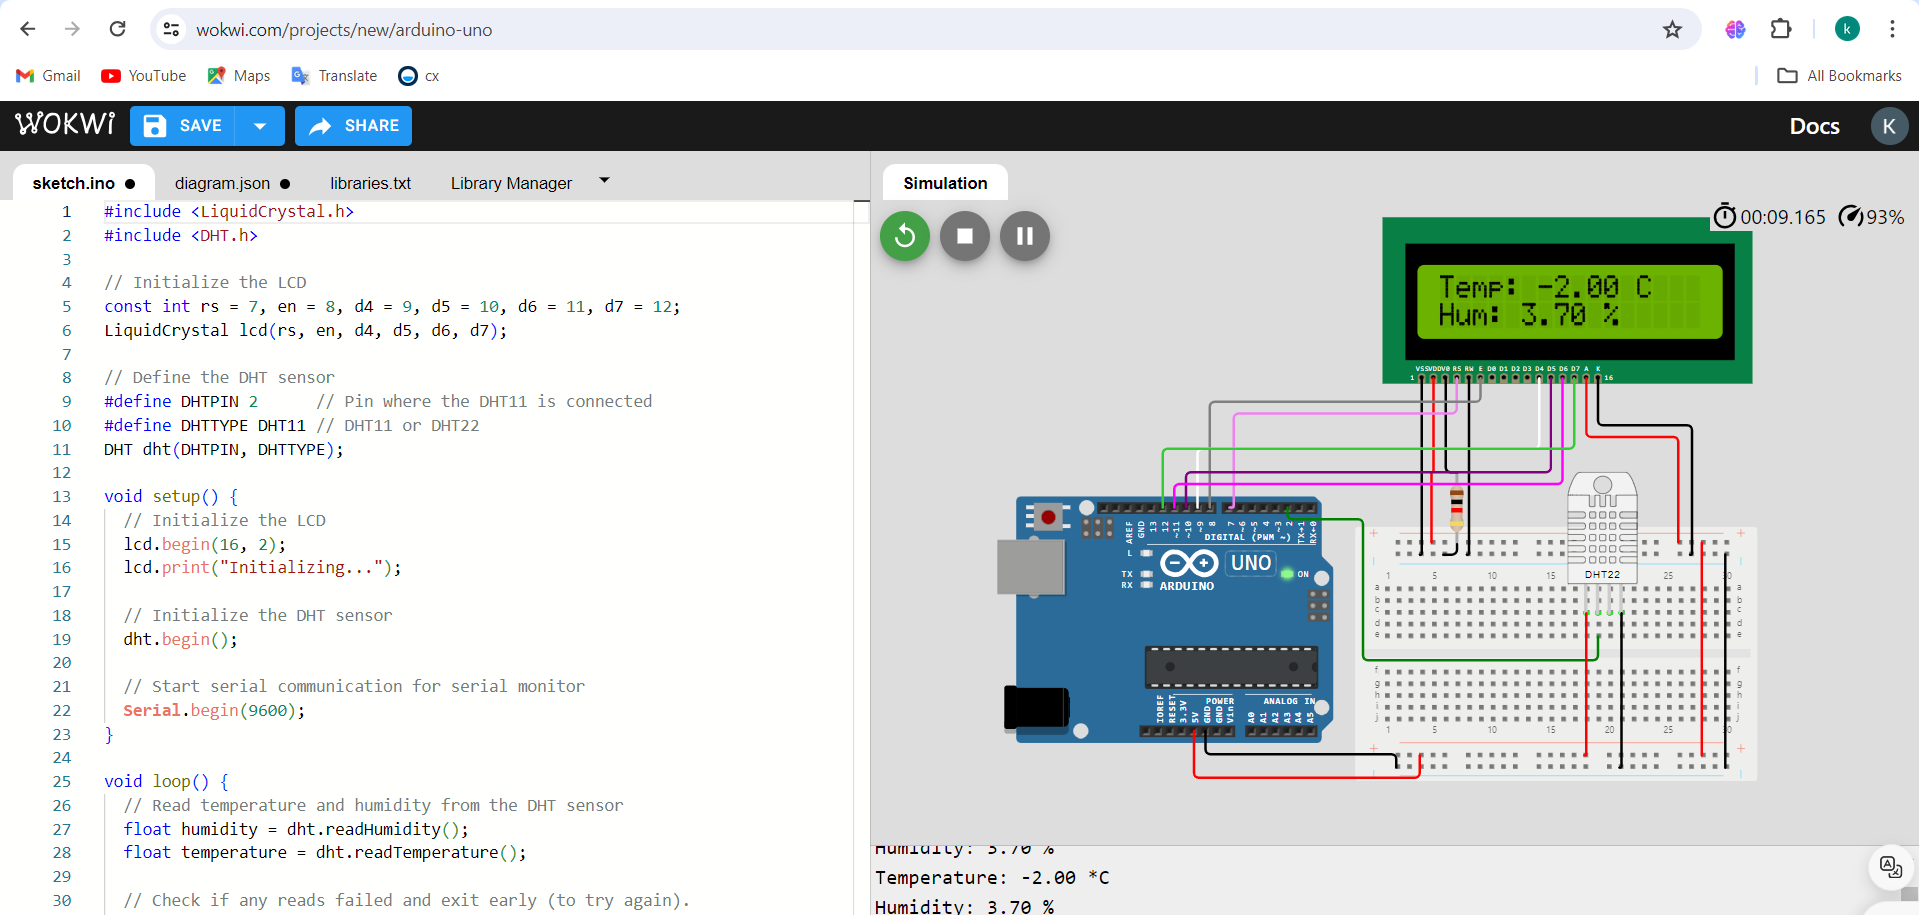 wokwi.com/projects/new/arduino-uno
k
Gmail YouTube Maps Translate cx All Bookmarks
WOKWI SAVE SHARE Docs K
sketch.ino ● diagram.json ● libraries.txt Library Manager
1 #include <LiquidCrystal.h>
2 #include <DHT.h>
3
4 // Initialize the LCD
5 const int rs = 7, en = 8, d4 = 9, d5 = 10, d6 = 11, d7 = 12;
6 LiquidCrystal lcd(rs, en, d4, d5, d6, d7);
7
8 // Define the DHT sensor
9 #define DHTPIN 2 // Pin where the DHT11 is connected
10 #define DHTTYPE DHT11 // DHT11 or DHT22
11 DHT dht(DHTPIN, DHTTYPE);
12
13 void setup() {
14 // Initialize the LCD
15 lcd.begin(16, 2);
16 lcd.print("Initializing...");
17
18 // Initialize the DHT sensor
19 dht.begin();
20
21 // Start serial communication for serial monitor
22 Serial.begin(9600);
23 }
24
25 void loop() {
26 // Read temperature and humidity from the DHT sensor
27 float humidity = dht.readHumidity();
28 float temperature = dht.readTemperature();
29
30 // Check if any reads failed and exit early (to try again).
Simulation
00:09.165 93%
Temp: -2.00 C
Hum: 3.70 %
1 VSS VDD V0 RS RW E D0 D1 D2 D3 D4 D5 D6 D7 A K 16
AREF GND 13 12 ~11 ~10 ~9 8 7 ~6 ~5 4 ~3 2 TX→1 RX←0
DIGITAL (PWM ~)
L
TX
RX
UNO
ON
ARDUINO
IOREF RESET 3.3V 5V GND GND Vin
POWER
ANALOG IN
A0 A1 A2 A3 A4 A5
DHT22
1 5 10 15 25 30
a
b
c
d
e
f
g
h
i
j
1 5 10 15 20 25 30
Humidity: 3.70 %
Temperature: -2.00 *C
Humidity: 3.70 %